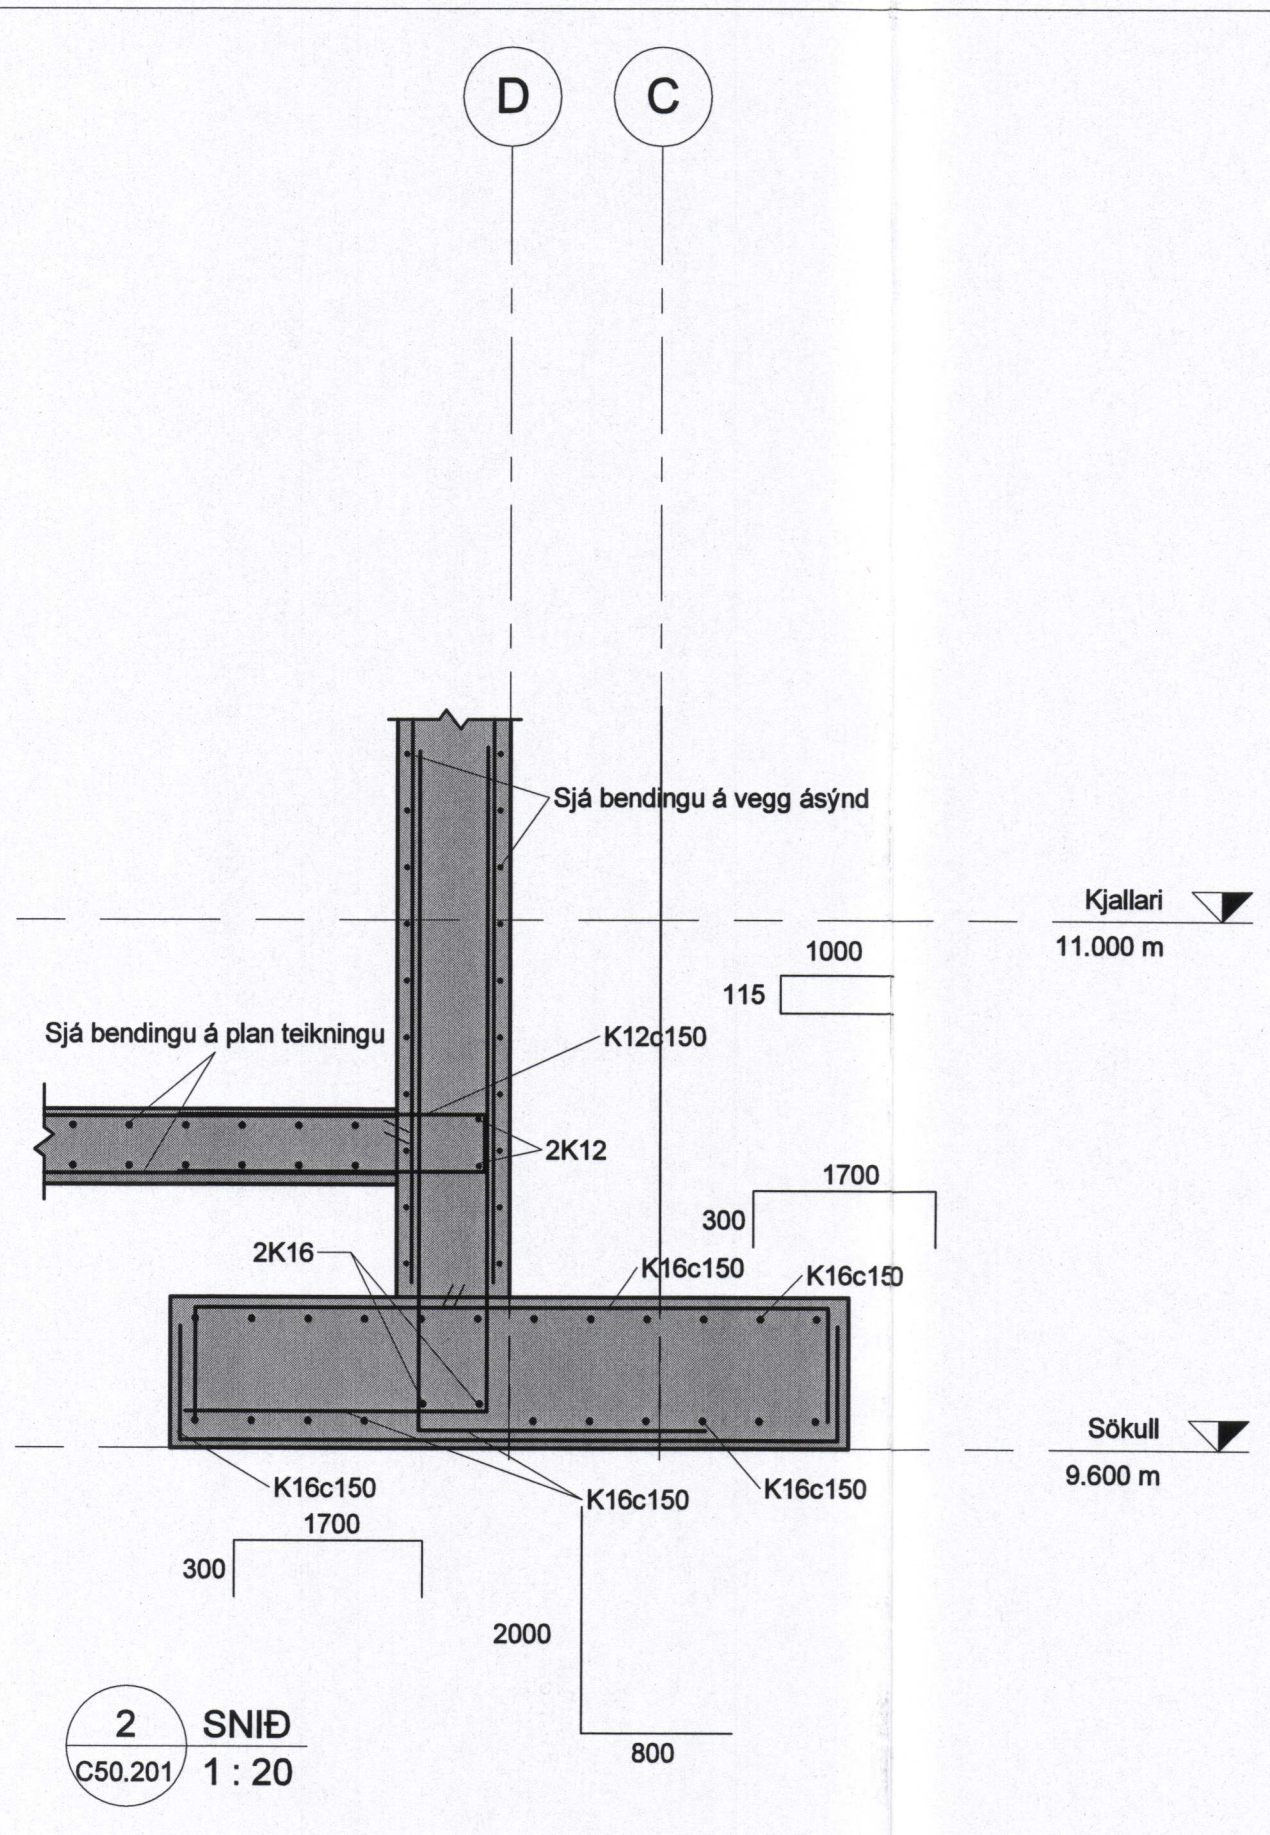 D
C
Sjá bendingu á vegg ásýnd
Kjallari
11.000 m
1000
115
Sjá bendingu á plan teikningu
K12c150
2K12
1700
300
2K16
K16c150
K16c150
Sökull
9.600 m
K16c150
K16c150
K16c150
1700
300
2000
800
2
SNIÐ
C50.201
1 : 20